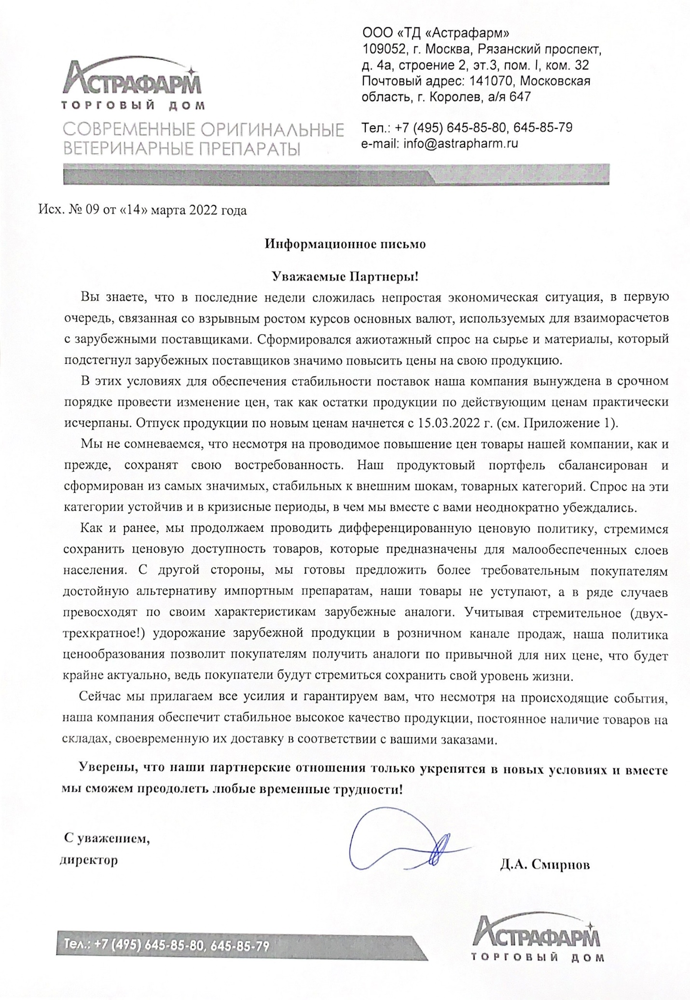 АСТРАФАРМ
ТОРГОВЫЙ ДОМ
СОВРЕМЕННЫЕ ОРИГИНАЛЬНЫЕ
ВЕТЕРИНАРНЫЕ ПРЕПАРАТЫ
ООО «ТД «Астрафарм»
109052, г. Москва, Рязанский проспект,
д. 4а, строение 2, эт.3, пом. I, ком. 32
Почтовый адрес: 141070, Московская
область, г. Королев, а/я 647
Тел.: +7 (495) 645-85-80, 645-85-79
e-mail: info@astrapharm.ru
Исх. № 09 от «14» марта 2022 года
Информационное письмо
Уважаемые Партнеры!
Вы знаете, что в последние недели сложилась непростая экономическая ситуация, в первую
очередь, связанная со взрывным ростом курсов основных валют, используемых для взаиморасчетов
с зарубежными поставщиками. Сформировался ажиотажный спрос на сырье и материалы, который
подстегнул зарубежных поставщиков значимо повысить цены на свою продукцию.
В этих условиях для обеспечения стабильности поставок наша компания вынуждена в срочном
порядке провести изменение цен, так как остатки продукции по действующим ценам практически
исчерпаны. Отпуск продукции по новым ценам начнется с 15.03.2022 г. (см. Приложение 1).
Мы не сомневаемся, что несмотря на проводимое повышение цен товары нашей компании, как и
прежде, сохранят свою востребованность. Наш продуктовый портфель сбалансирован и
сформирован из самых значимых, стабильных к внешним шокам, товарных категорий. Спрос на эти
категории устойчив и в кризисные периоды, в чем мы вместе с вами неоднократно убеждались.
Как и ранее, мы продолжаем проводить дифференцированную ценовую политику, стремимся
сохранить ценовую доступность товаров, которые предназначены для малообеспеченных слоев
населения. С другой стороны, мы готовы предложить более требовательным покупателям
достойную альтернативу импортным препаратам, наши товары не уступают, а в ряде случаев
превосходят по своим характеристикам зарубежные аналоги. Учитывая стремительное (двух-
трехкратное!) удорожание зарубежной продукции в розничном канале продаж, наша политика
ценообразования позволит покупателям получить аналоги по привычной для них цене, что будет
крайне актуально, ведь покупатели будут стремиться сохранить свой уровень жизни.
Сейчас мы прилагаем все усилия и гарантируем вам, что несмотря на происходящие события,
наша компания обеспечит стабильное высокое качество продукции, постоянное наличие товаров на
складах, своевременную их доставку в соответствии с вашими заказами.
Уверены, что наши партнерские отношения только укрепятся в новых условиях и вместе
мы сможем преодолеть любые временные трудности!
С уважением,
директор
Д.А. Смирнов
Тел.: +7 (495) 645-85-80, 645-85-79
АСТРАФАРМ
ТОРГОВЫЙ ДОМ